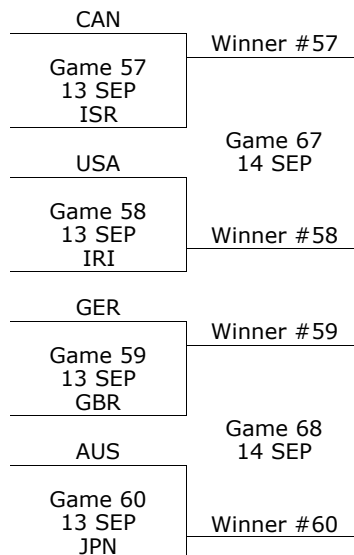 CAN
Game 57
13 SEP
ISR
Winner #57
Game 67
14 SEP
USA
Game 58
13 SEP
IRI
Winner #58
GER
Game 59
13 SEP
GBR
Winner #59
Game 68
14 SEP
AUS
Game 60
13 SEP
JPN
Winner #60